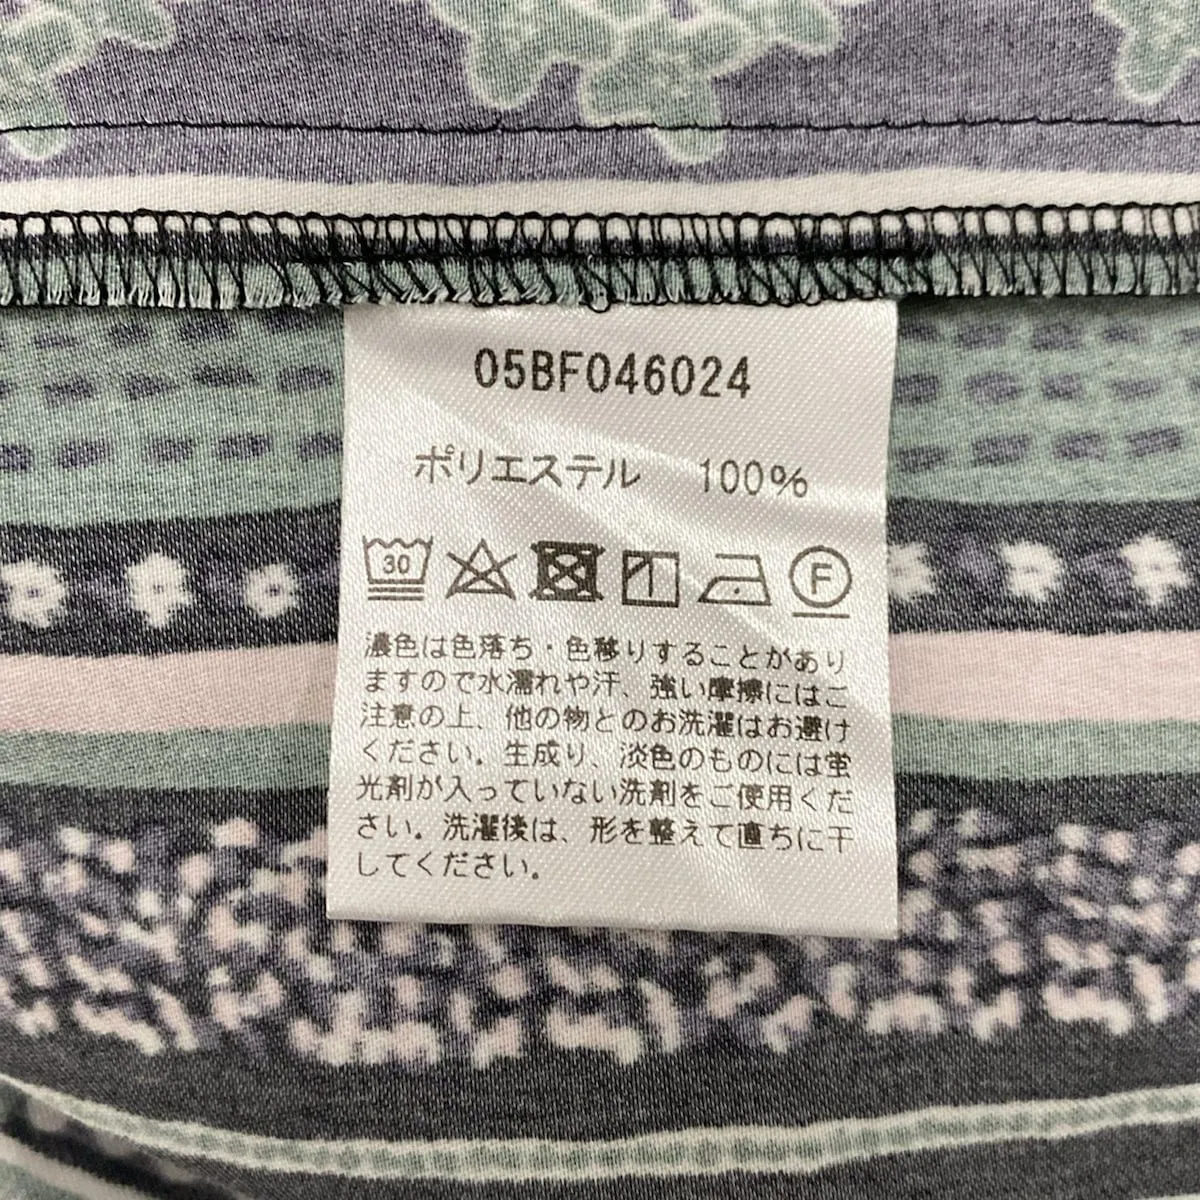 05BF046024
ポリエステル 100%
30 F
濃色は色落ち・色移りすることがあり
ますので水濡れや汗、強い摩擦にはご
注意の上、他の物とのお洗濯はお避け
ください。生成り、淡色のものには蛍
光剤が入っていない洗剤をご使用くだ
さい。洗濯後は、形を整えて直ちに干
してください。